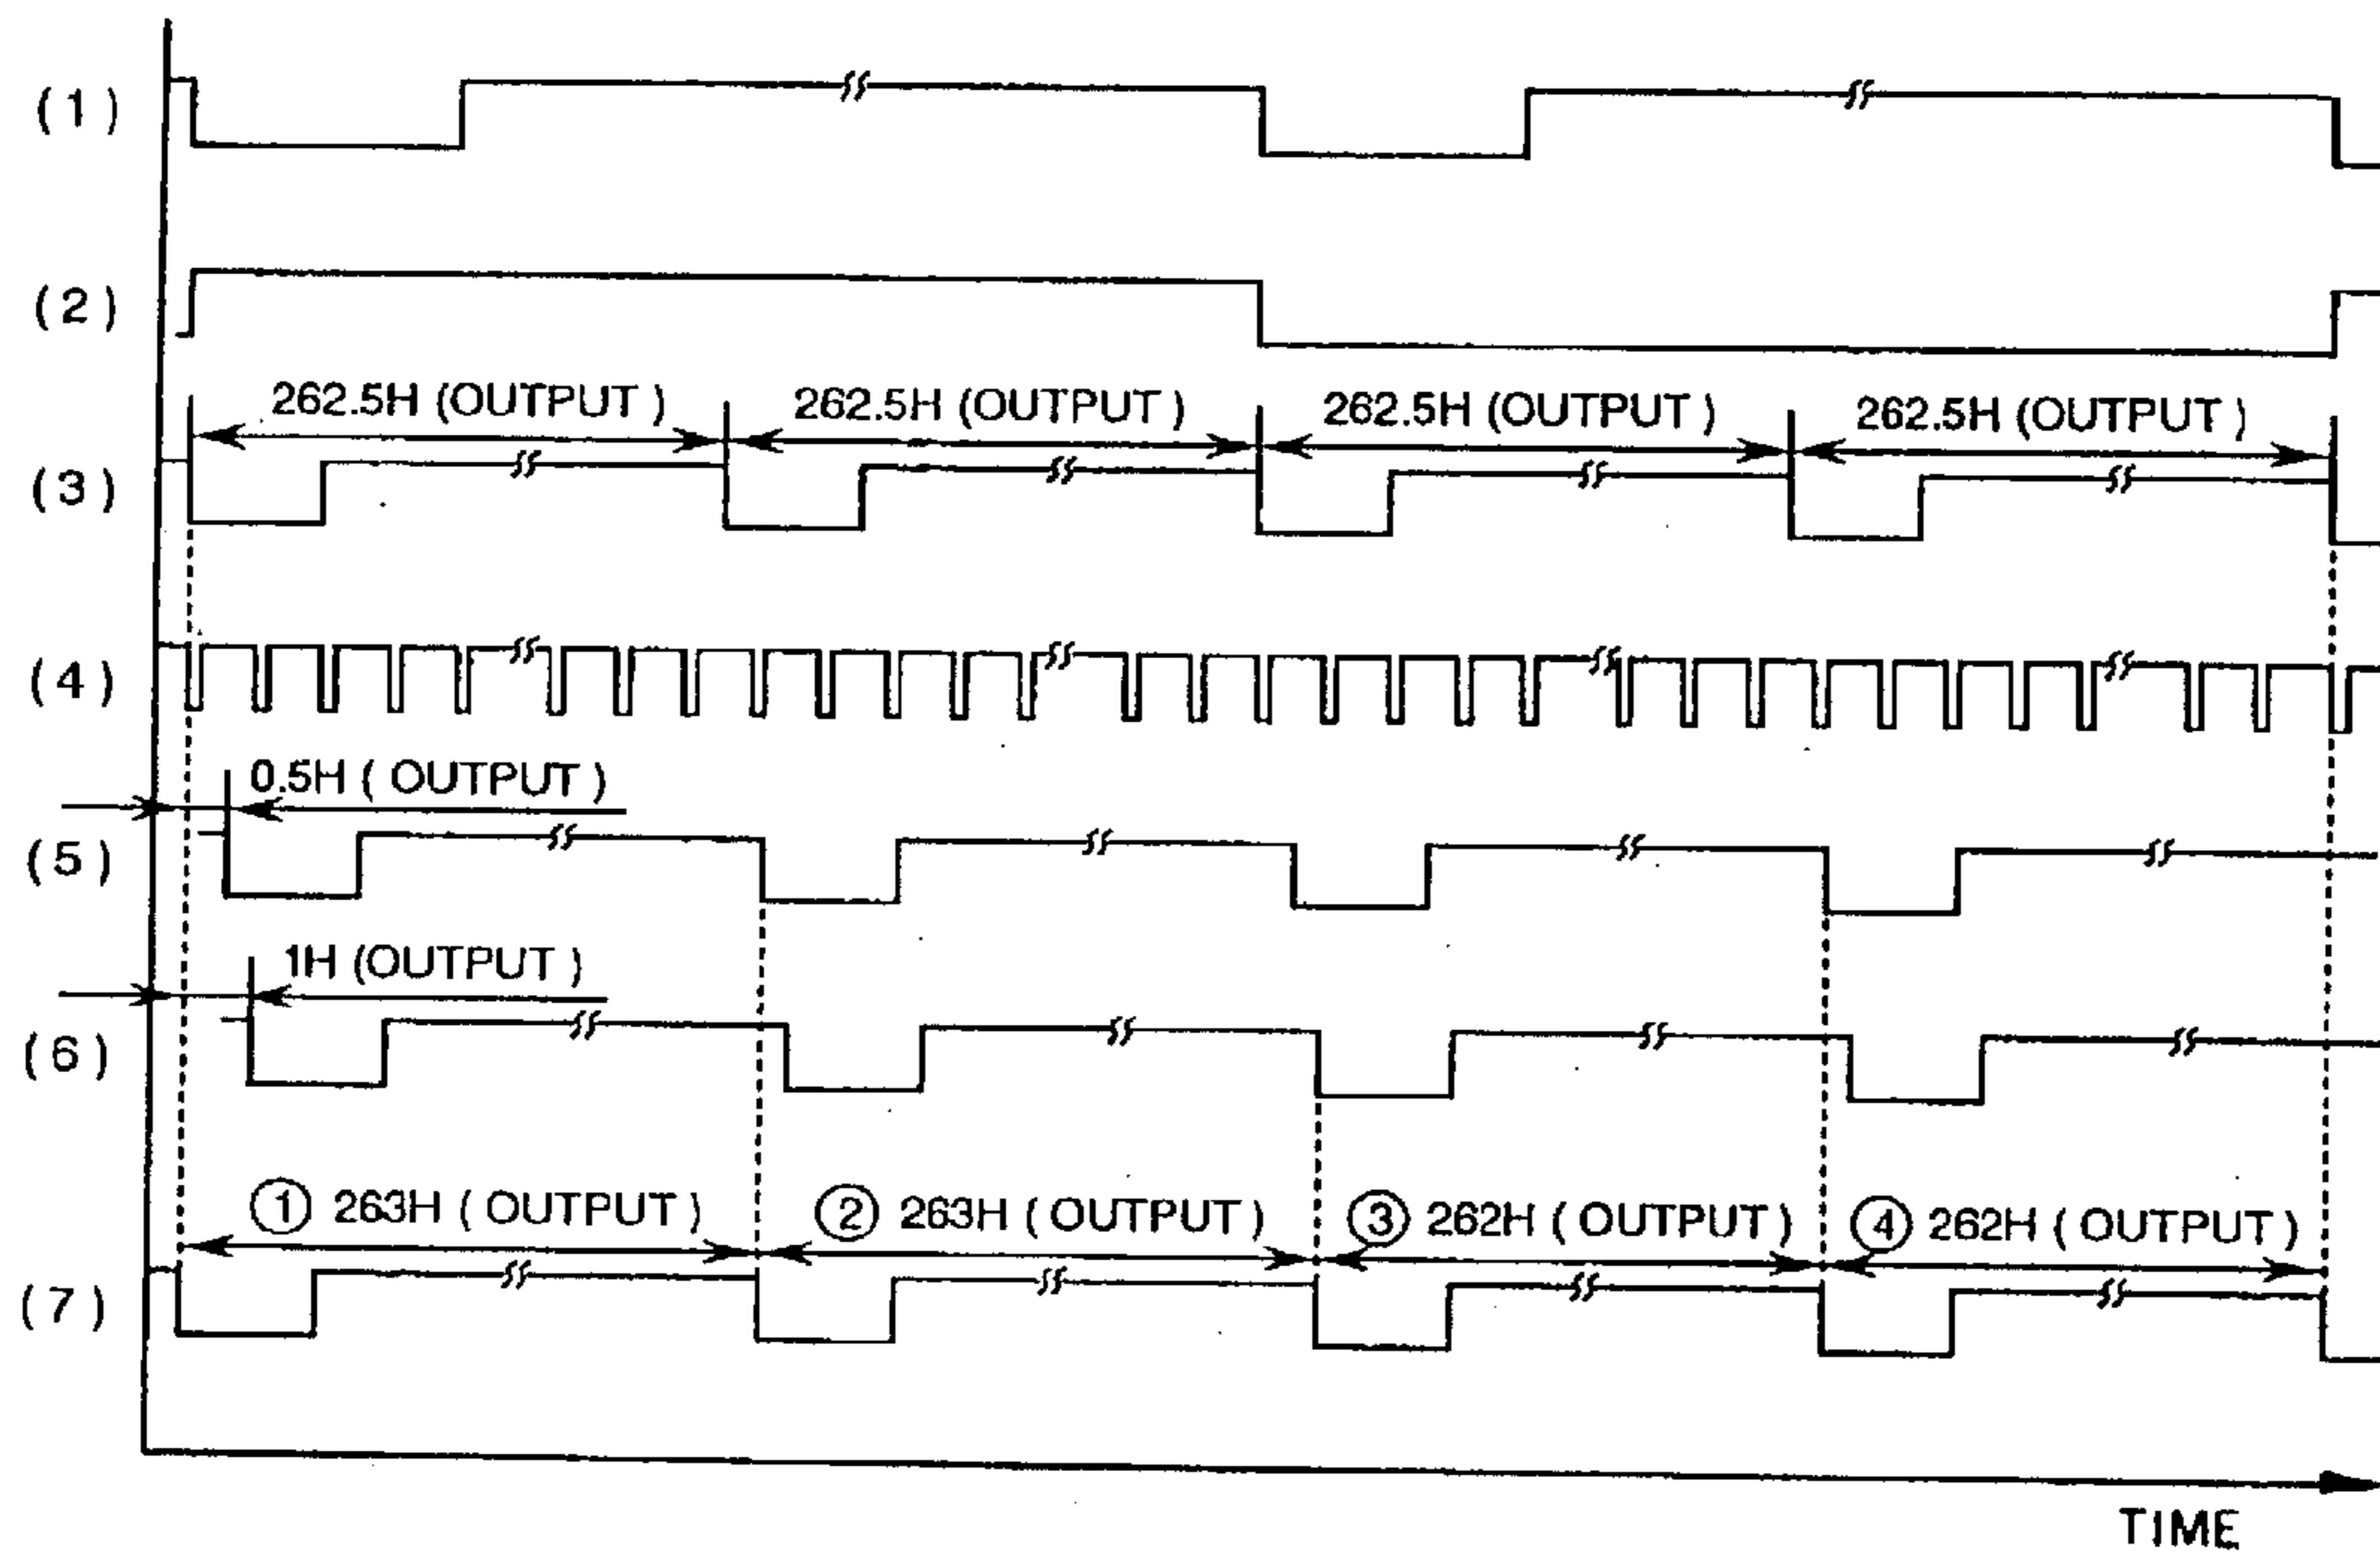 (1)
(2)
262.5H (OUTPUT) 262.5H (OUTPUT) 262.5H (OUTPUT) 262.5H (OUTPUT)
(3)
(4)
0.5H ( OUTPUT )
(5)
1H (OUTPUT )
(6)
① 263H ( OUTPUT ) ② 263H ( OUTPUT ) ③ 262H ( OUTPUT ) ④ 262H ( OUTPUT )
(7)
TIME